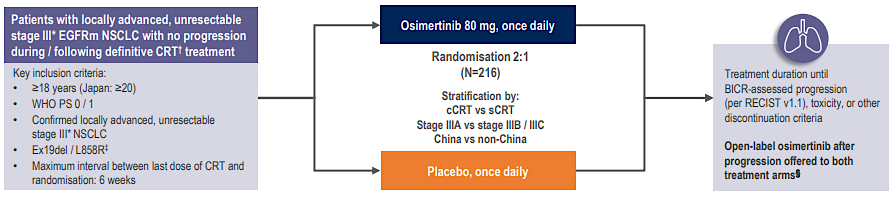 Patients with locally advanced, unresectable
stage III* EGFRm NSCLC with no progression
during / following definitive CRT† treatment
Key inclusion criteria:
• ≥18 years (Japan: ≥20)
• WHO PS 0 / 1
• Confirmed locally advanced, unresectable
stage III* NSCLC
• Ex19del / L858R‡
• Maximum interval between last dose of CRT and
randomisation: 6 weeks
Osimertinib 80 mg, once daily
Randomisation 2:1
(N=216)
Stratification by:
cCRT vs sCRT
Stage IIIA vs stage IIIB / IIIC
China vs non-China
Placebo, once daily
Treatment duration until
BICR-assessed progression
(per RECIST v1.1), toxicity, or other
discontinuation criteria
Open-label osimertinib after
progression offered to both
treatment arms§